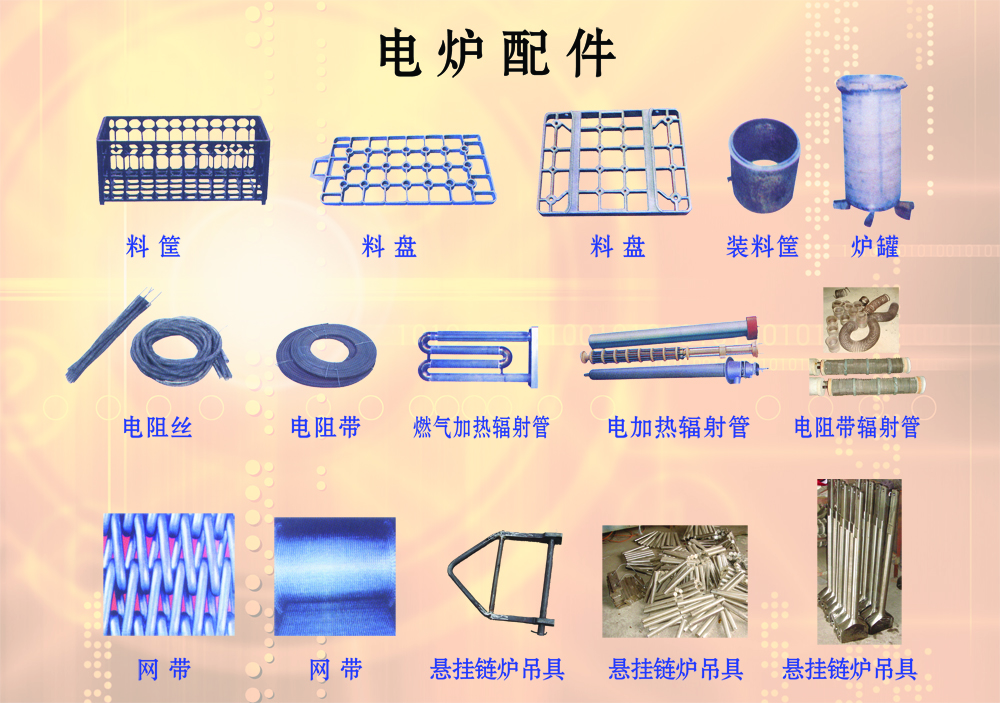 电炉配件
料筐
料盘
料盘
装料筐
炉罐
电阻丝
电阻带
燃气加热辐射管
电加热辐射管
电阻带辐射管
网带
网带
悬挂链炉吊具
悬挂链炉吊具
悬挂链炉吊具